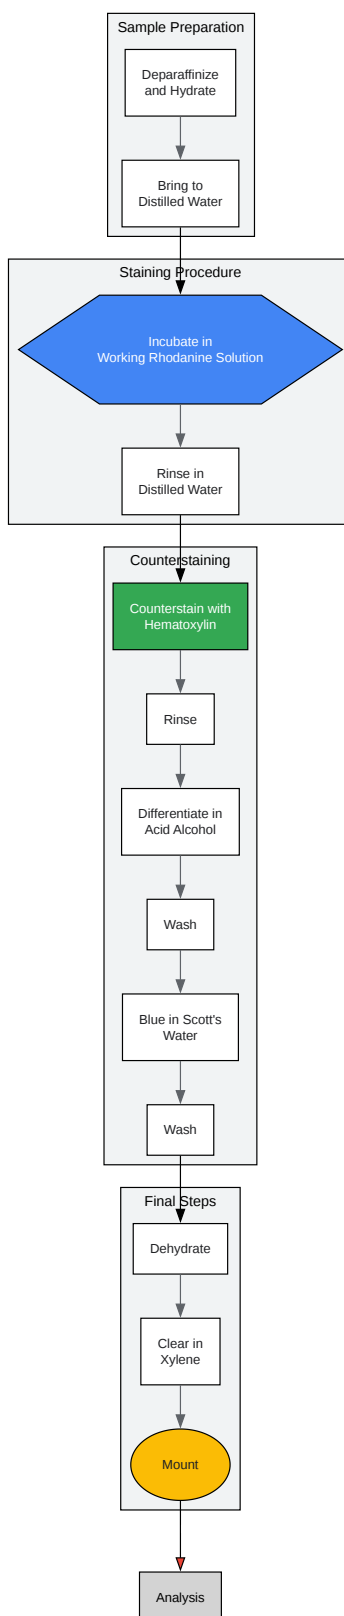 Sample Preparation
Deparaffinize
and Hydrate
Bring to
Distilled Water
Staining Procedure
Incubate in
Working Rhodanine Solution
Rinse in
Distilled Water
Counterstaining
Counterstain with
Hematoxylin
Rinse
Differentiate in
Acid Alcohol
Wash
Blue in Scott's
Water
Wash
Final Steps
Dehydrate
Clear in
Xylene
Mount
Analysis